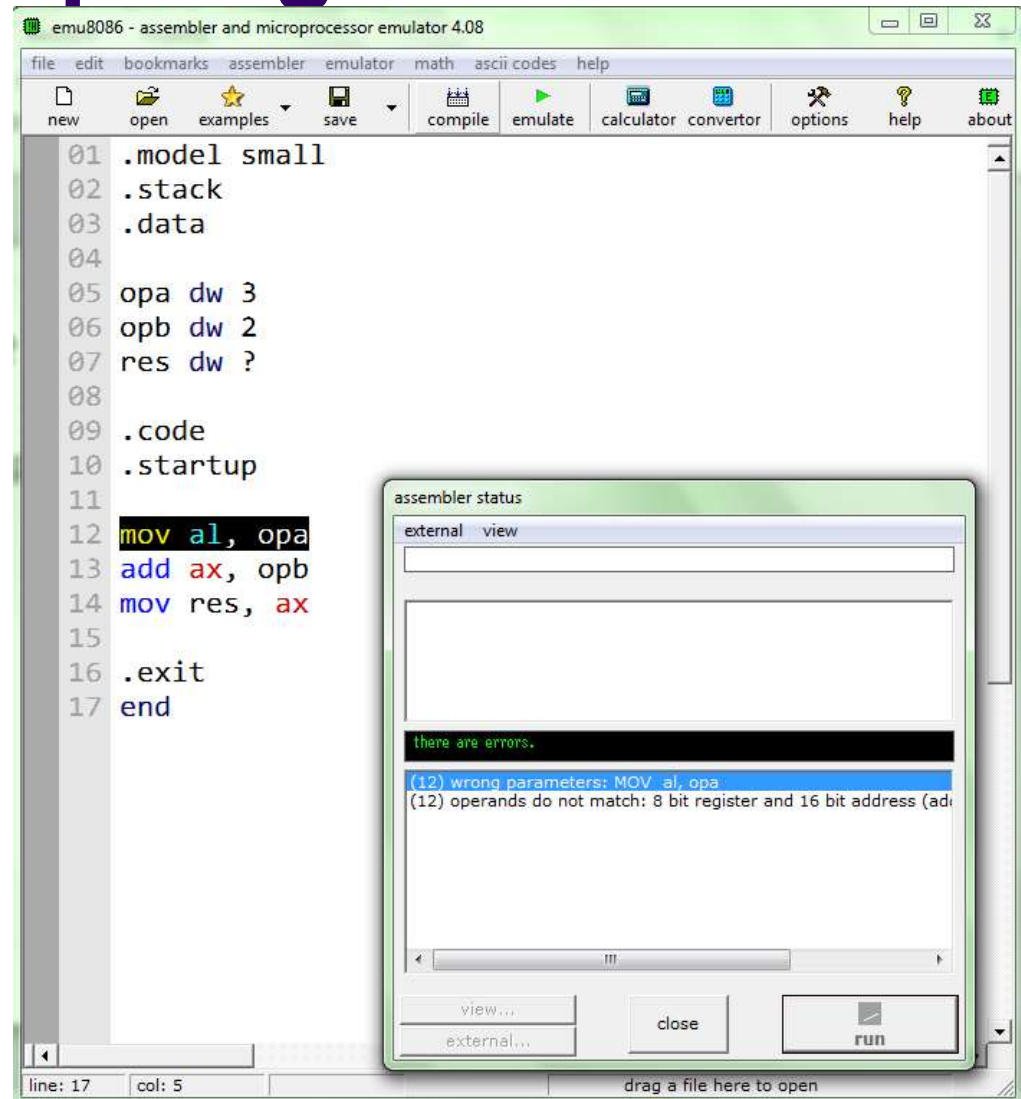 emu8086 - assembler and microprocessor emulator 4.08
file edit bookmarks assembler emulator math ascii codes help
new open examples save compile emulate calculator convertor options help about
01 .model small
02 .stack
03 .data
04
05 opa dw 3
06 opb dw 2
07 res dw ?
08
09 .code
10 .startup
11
12 mov al, opa
13 add ax, opb
14 mov res, ax
15
16 .exit
17 end
assembler status
external view
there are errors.
(12) wrong parameters: MOV al, opa
(12) operands do not match: 8 bit register and 16 bit address
view...
external...
close
run
line: 17 col: 5 drag a file here to open